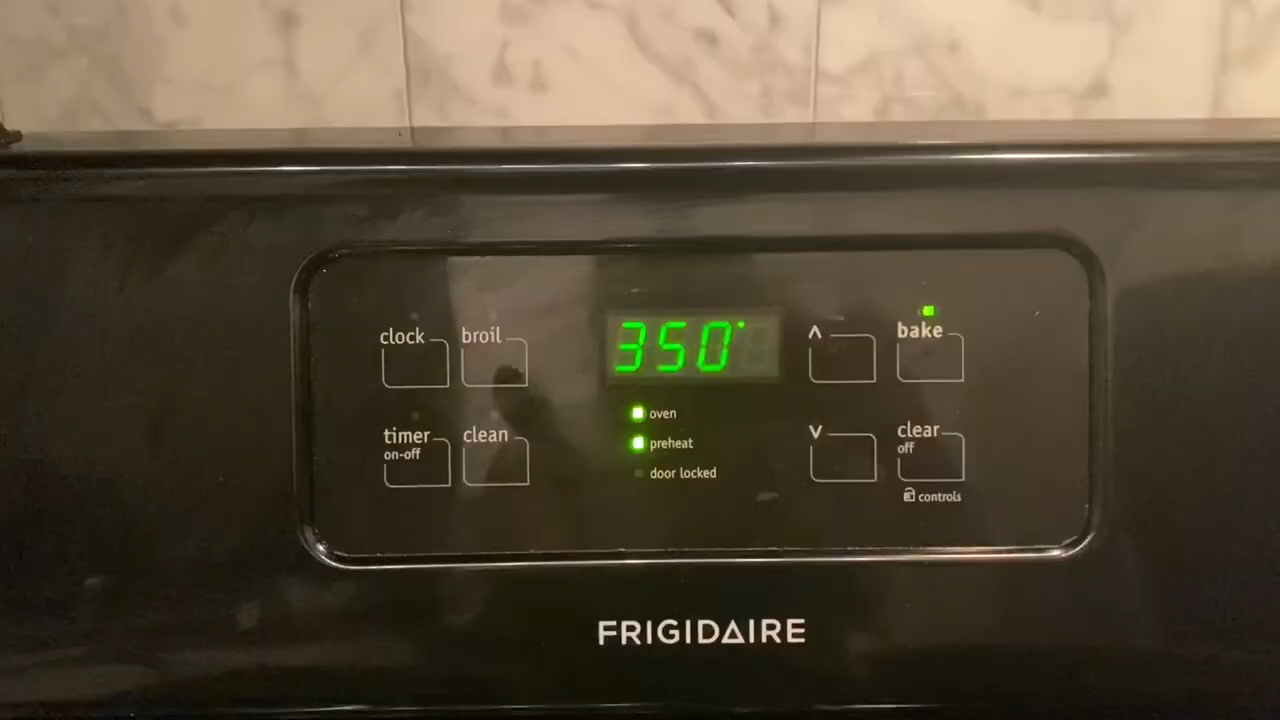 clock broil
350°
^
bake
oven
preheat
door locked
timer
on-off
clean
v
clear
off
controls
FRIGIDAIRE